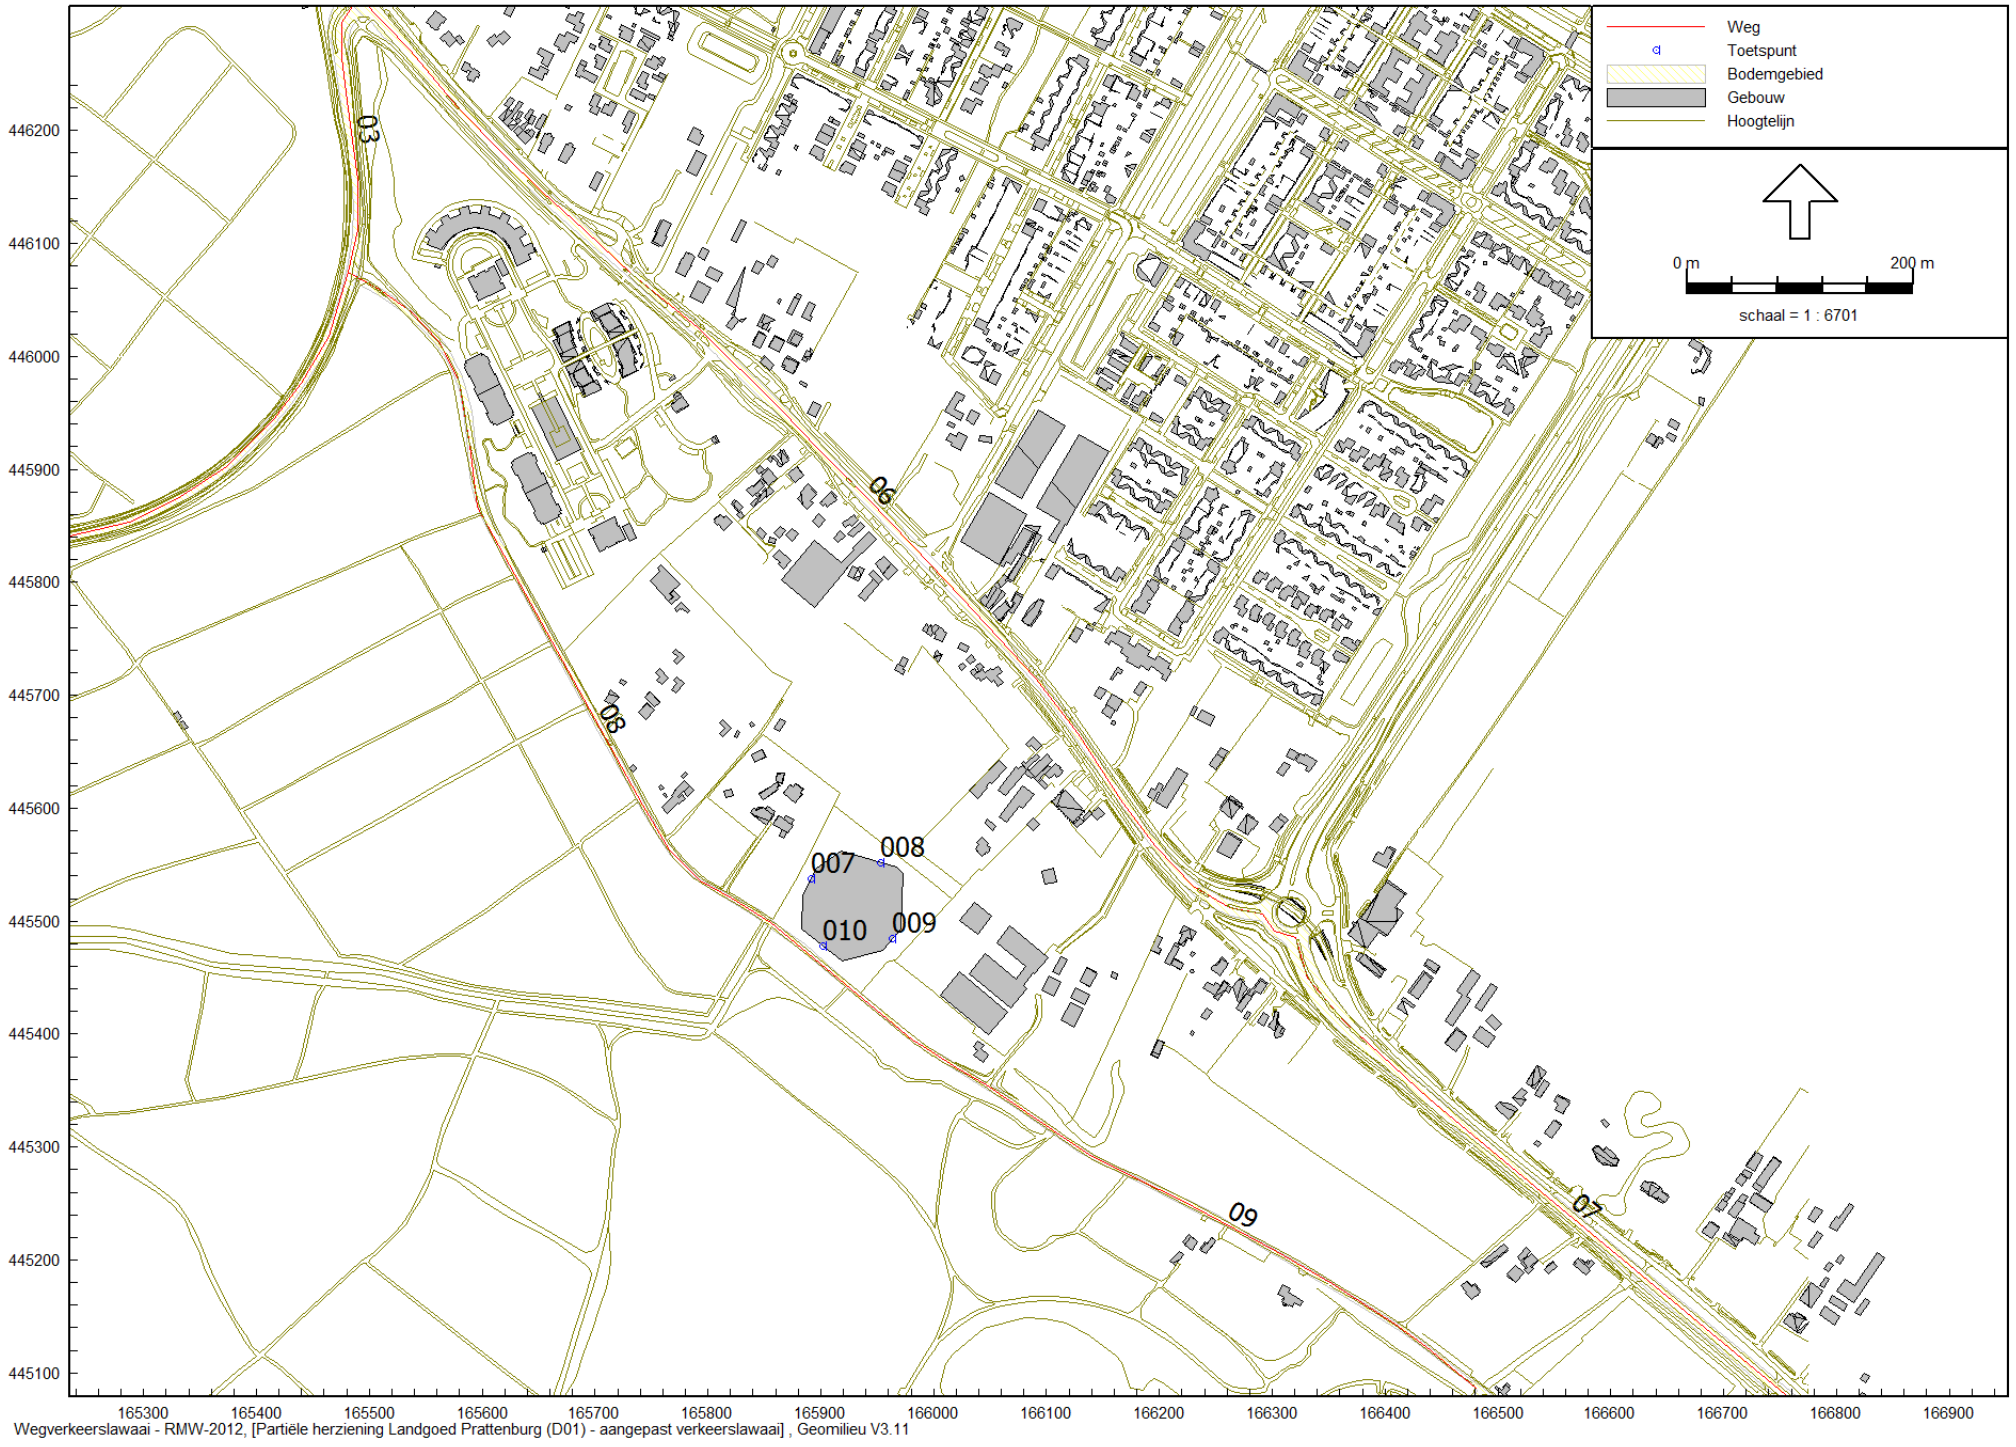 Weg
Toetspunt
Bodemgebied
Gebouw
Hoogtelijn
0 m 200 m
schaal = 1 : 6701
03
06
08
007
008
009
010
09
07
446200
446100
446000
445900
445800
445700
445600
445500
445400
445300
445200
445100
165300 165400 165500 165600 165700 165800 165900 166000 166100 166200 166300 166400 166500 166600 166700 166800 166900
Wegverkeerslawaai - RMW-2012, [Partiële herziening Landgoed Prattenburg (D01) - aangepast verkeerslawaai] , Geomilieu V3.11